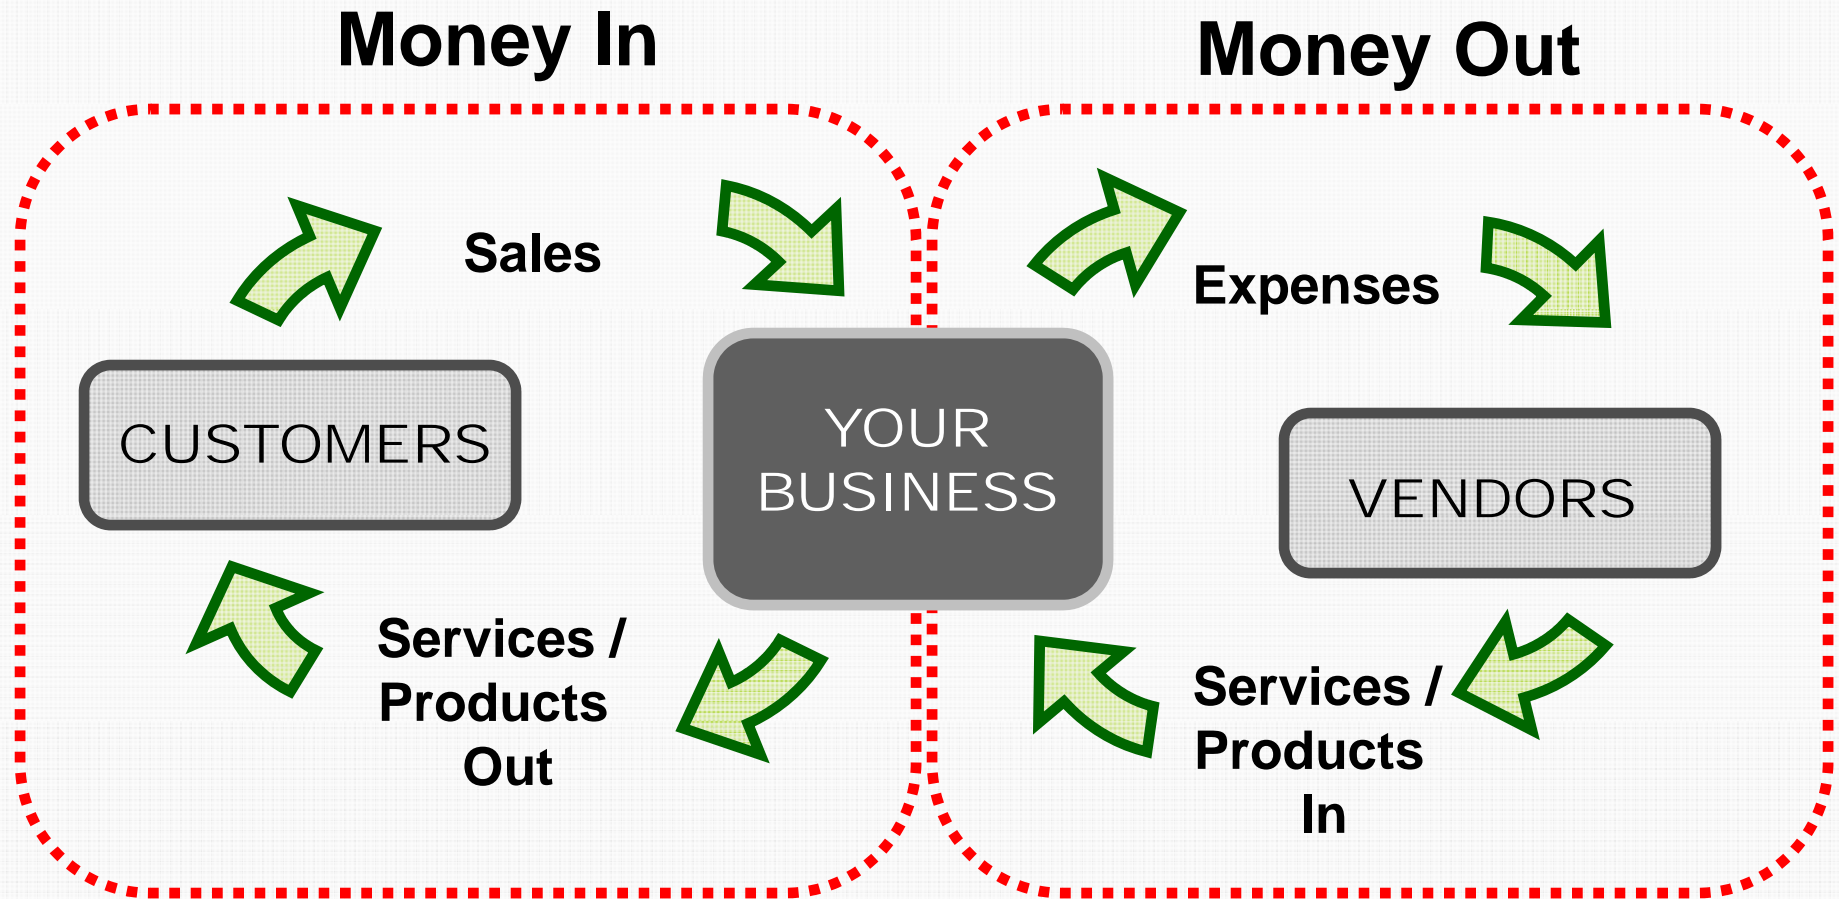 Money In
Money Out
Sales
Expenses
CUSTOMERS
YOUR
BUSINESS
VENDORS
Services /
Products
Out
Services /
Products
In